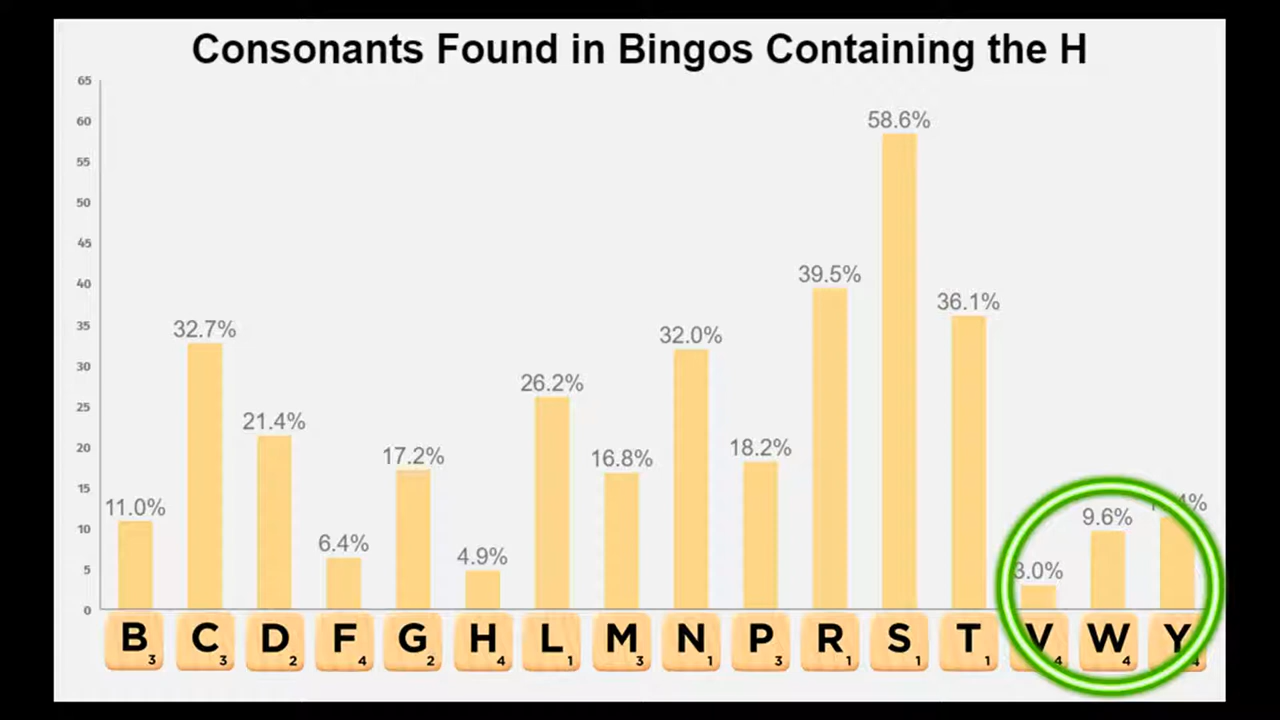 Consonants Found in Bingos Containing the H
65
60
55
50
45
40
35
30
25
20
15
10
5
0
11.0%
32.7%
21.4%
6.4%
17.2%
4.9%
26.2%
16.8%
32.0%
18.2%
39.5%
58.6%
36.1%
3.0%
9.6%
B 3
C 3
D 2
F 4
G 2
H 4
L 1
M 3
N 1
P 3
R 1
S 1
T 1
V 4
W 4
Y 4